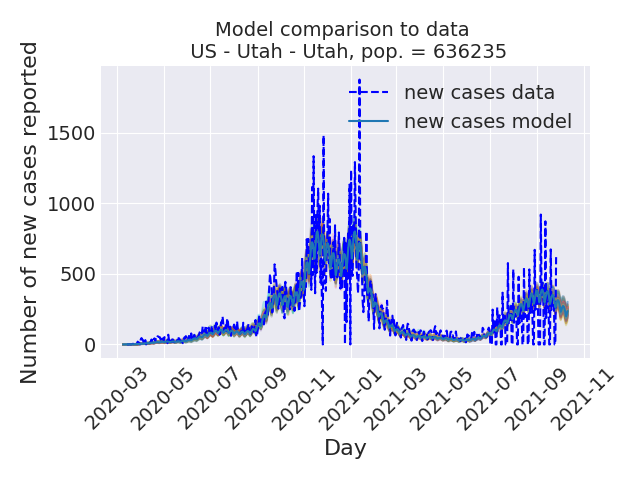 Model comparison to data
US - Utah - Utah, pop. = 636235
new cases data
new cases model
Number of new cases reported
1500
1000
500
0
2020-03
2020-05
2020-07
2020-09
2020-11
2021-01
2021-03
2021-05
2021-07
2021-09
2021-11
Day